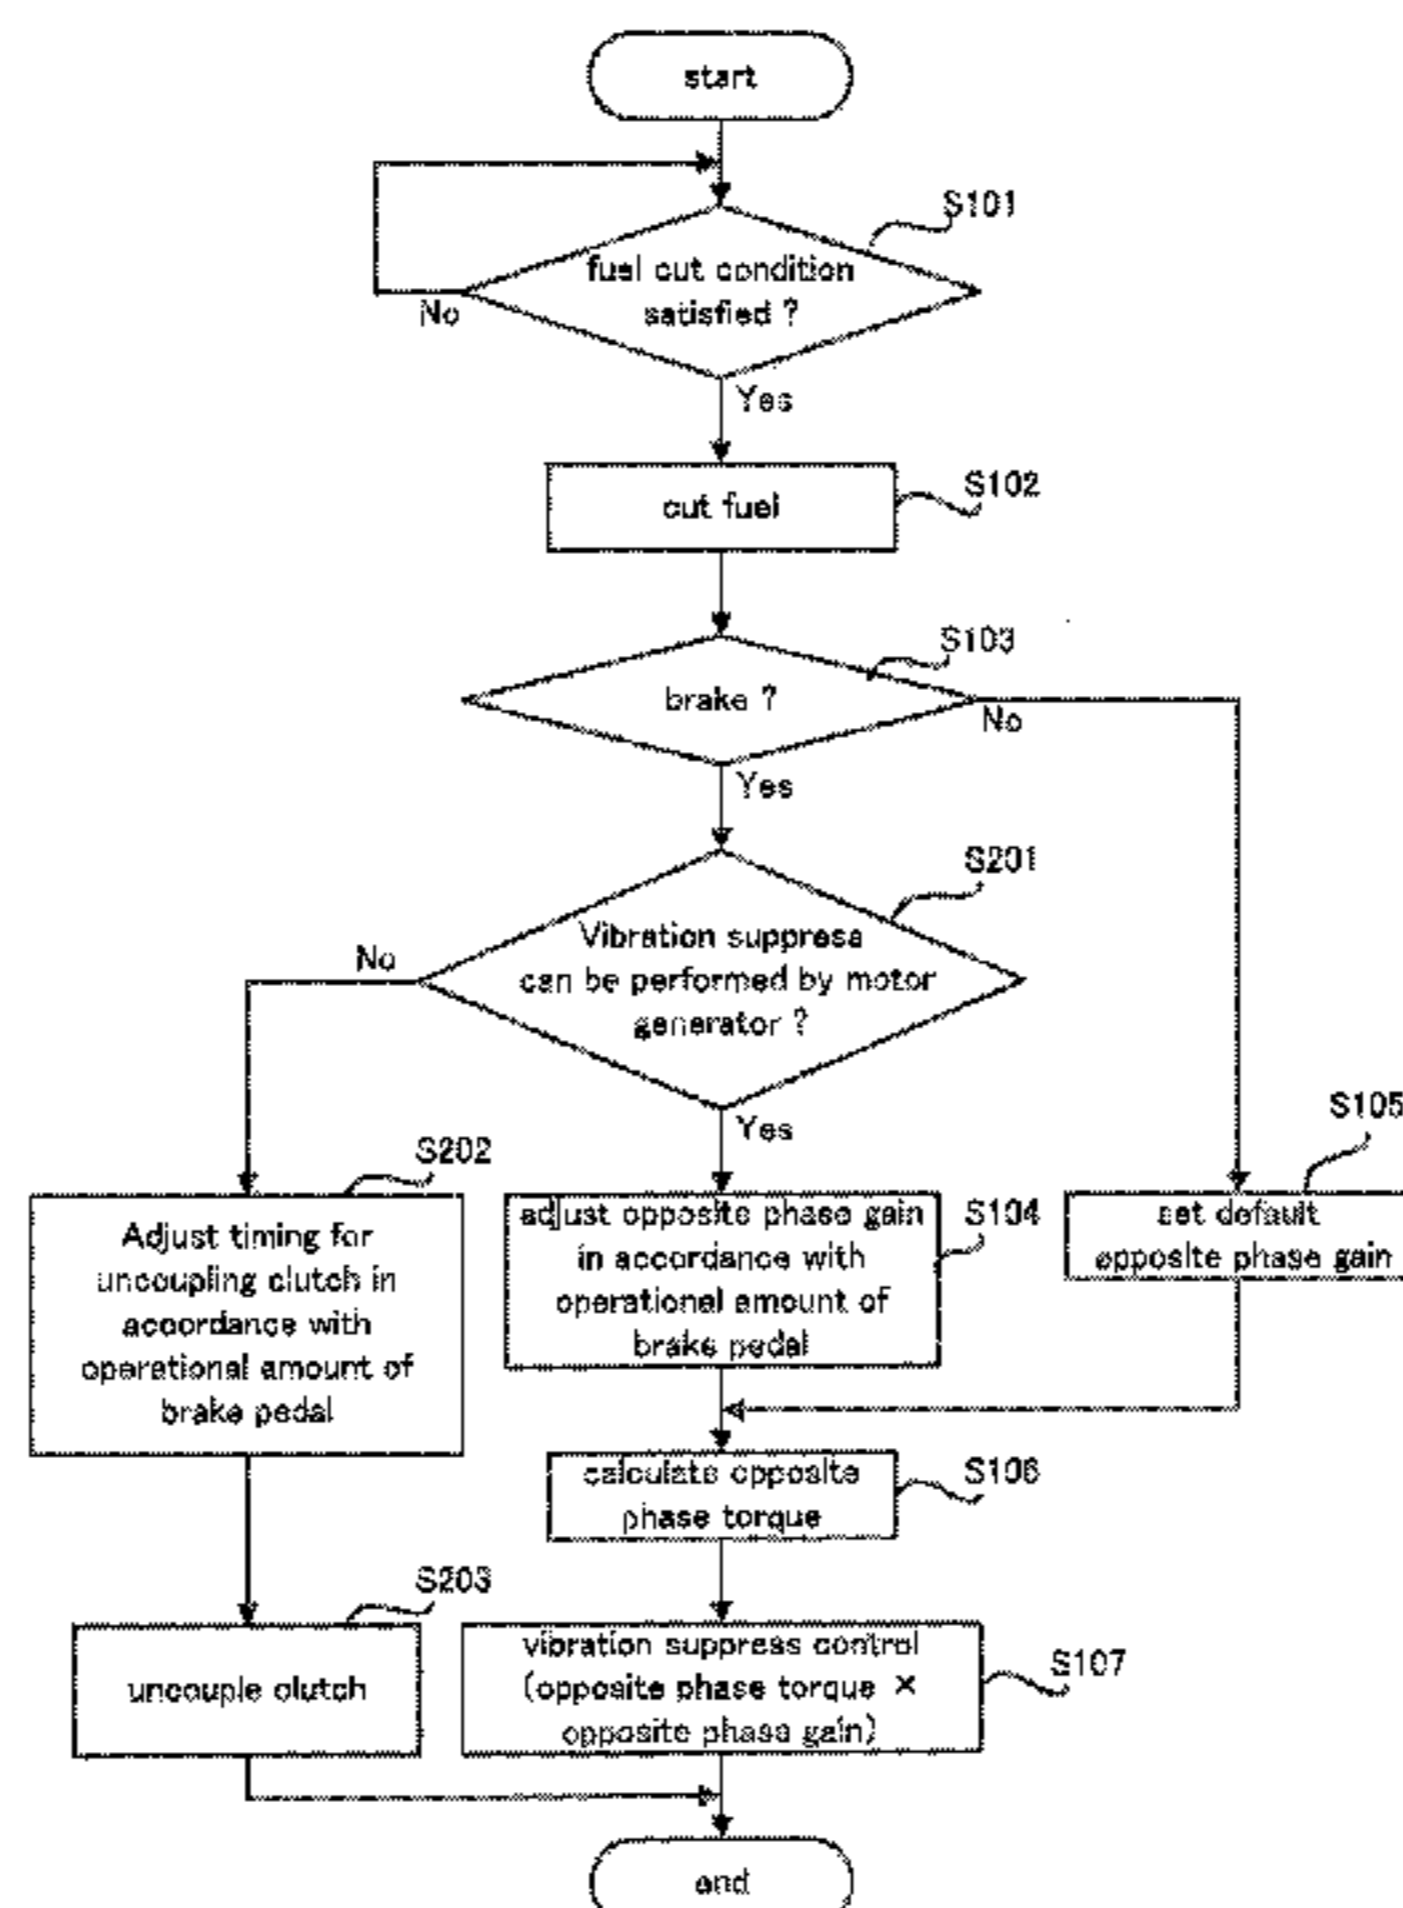 start
S101
fuel cut condition
satisfied ?
No
Yes
S102
cut fuel
S103
brake ?
No
Yes
S201
Vibration suppress
can be performed by motor
generator ?
No
Yes
S105
set default
opposite phase gain
S202
Adjust timing for
uncoupling clutch in
accordance with
operational amount of
brake pedal
S104
adjust opposite phase gain
in accordance with
operational amount of
brake pedal
S106
calculate opposite
phase torque
S203
uncouple clutch
S107
vibration suppress control
(opposite phase torque ×
opposite phase gain)
end